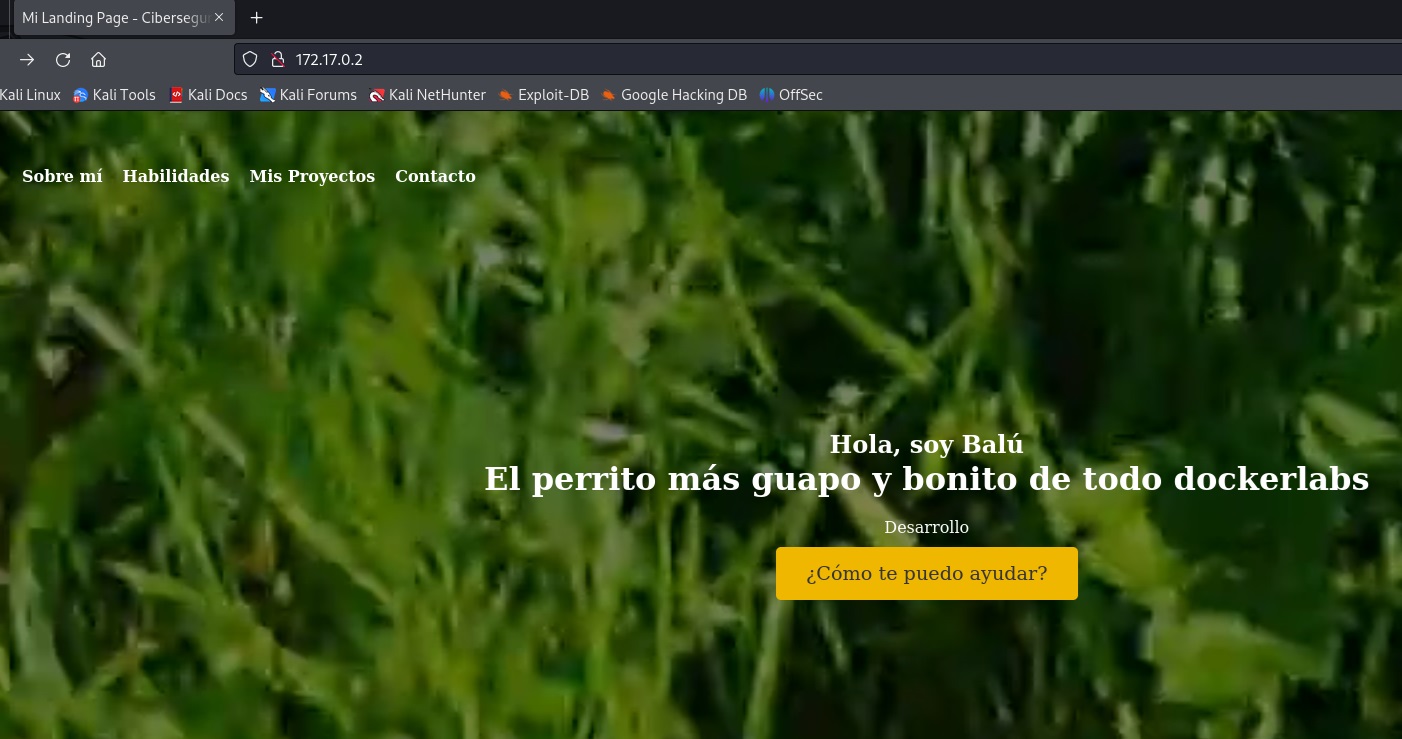 Mi Landing Page - Cibersegu
172.17.0.2
Kali Linux Kali Tools Kali Docs Kali Forums Kali NetHunter Exploit-DB Google Hacking DB OffSec
Sobre mí Habilidades Mis Proyectos Contacto
Hola, soy Balú
El perrito más guapo y bonito de todo dockerlabs
Desarrollo
¿Cómo te puedo ayudar?